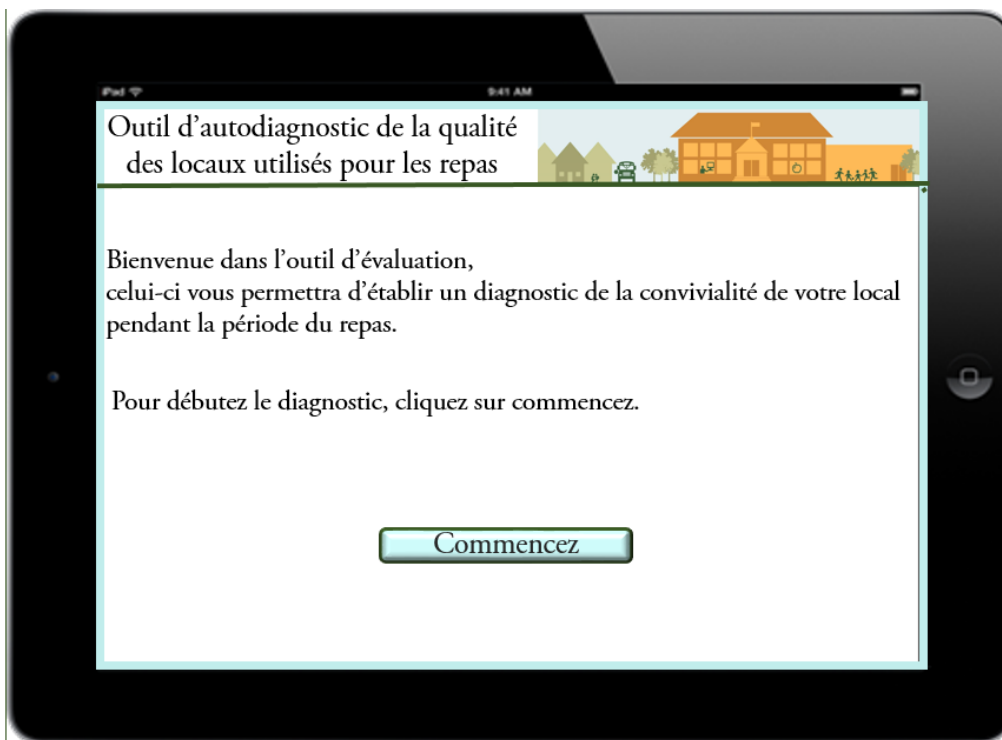 iPad
9:41 AM
Outil d'autodiagnostic de la qualité
des locaux utilisés pour les repas
Bienvenue dans l'outil d'évaluation,
celui-ci vous permettra d'établir un diagnostic de la convivialité de votre local
pendant la période du repas.
Pour débutez le diagnostic, cliquez sur commencez.
Commencez